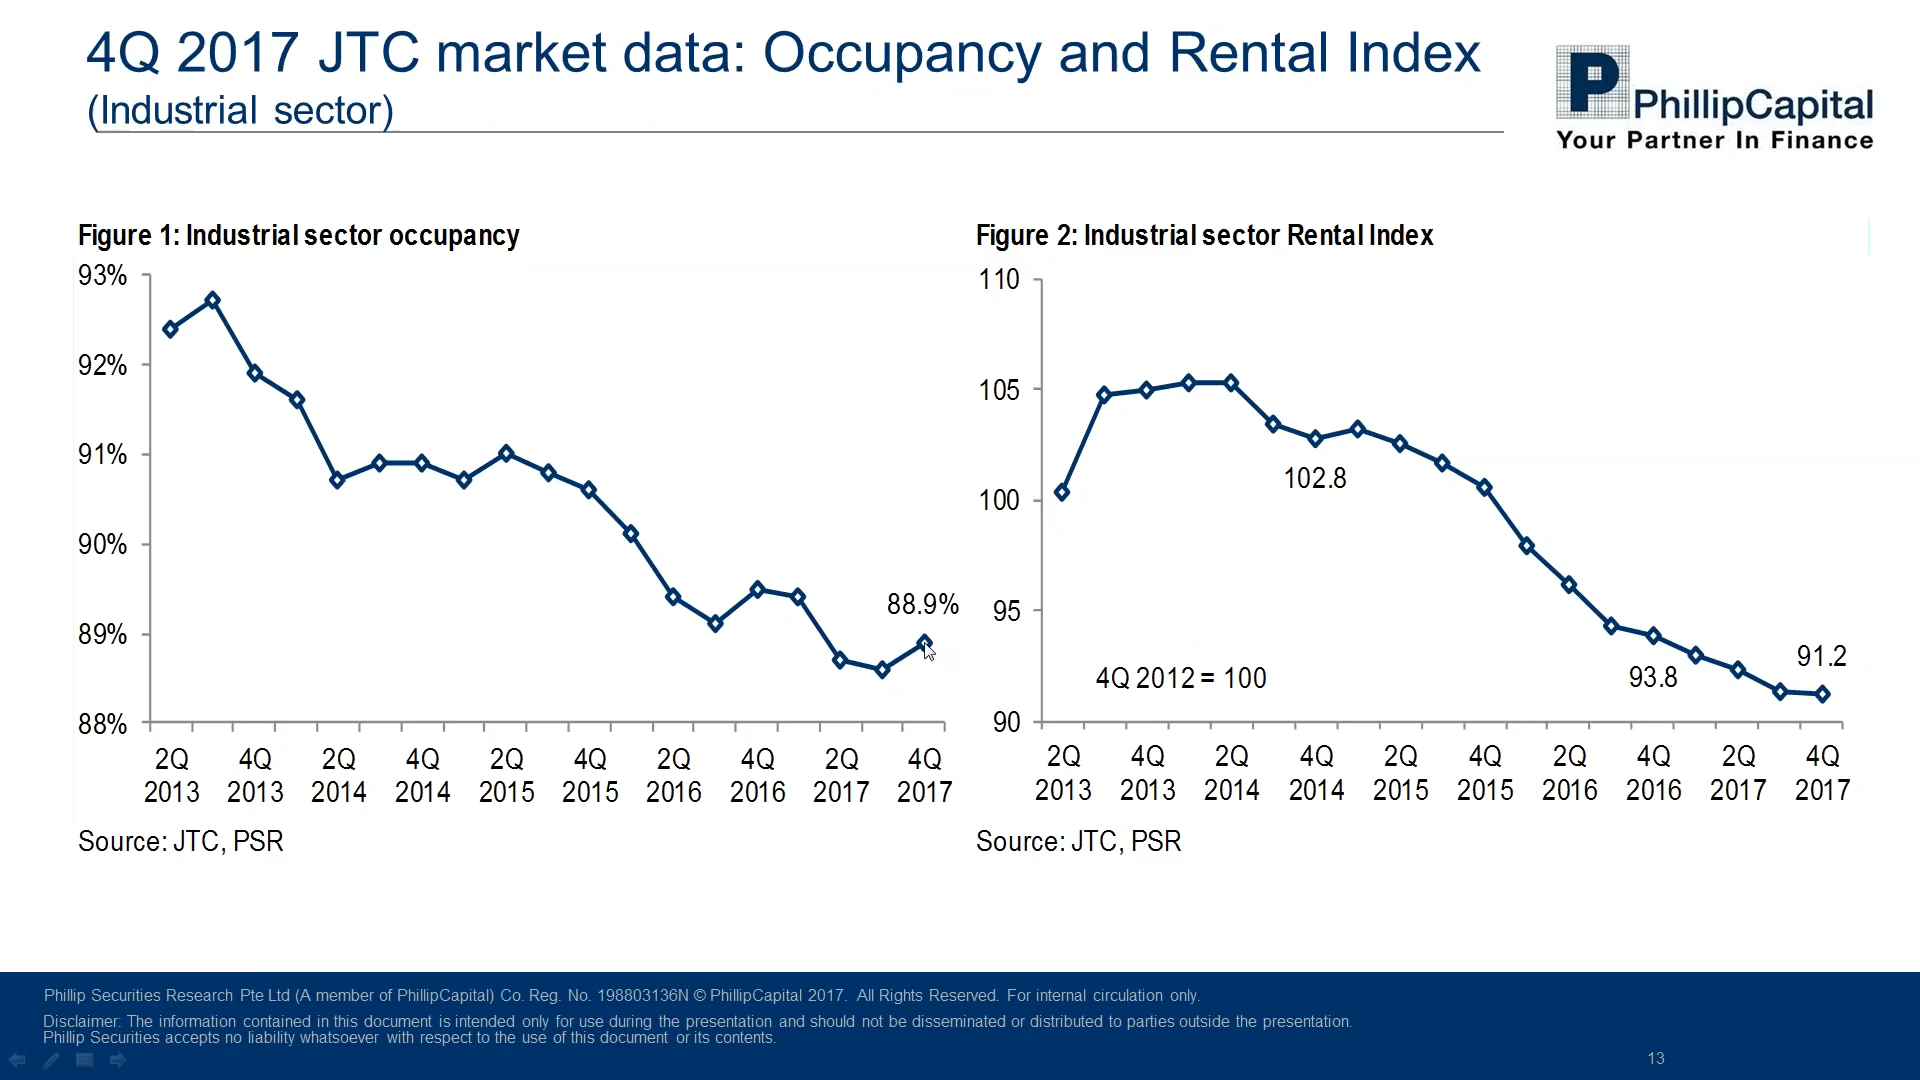 4Q 2017 JTC market data: Occupancy and Rental Index
(Industrial sector)
P
PhillipCapital
Your Partner In Finance
Figure 1: Industrial sector occupancy
93%
92%
91%
90%
89%
88%
88.9%
2Q 4Q 2Q 4Q 2Q 4Q 2Q 4Q 2Q 4Q
2013 2013 2014 2014 2015 2015 2016 2016 2017 2017
Source: JTC, PSR
Figure 2: Industrial sector Rental Index
110
105
100
95
90
102.8
93.8
91.2
4Q 2012 = 100
2Q 4Q 2Q 4Q 2Q 4Q 2Q 4Q 2Q 4Q
2013 2013 2014 2014 2015 2015 2016 2016 2017 2017
Source: JTC, PSR
Phillip Securities Research Pte Ltd (A member of PhillipCapital) Co. Reg. No. 198803136N © PhillipCapital 2017. All Rights Reserved. For internal circulation only.
Disclaimer: The information contained in this document is intended only for use during the presentation and should not be disseminated or distributed to parties outside the presentation.
Phillip Securities accepts no liability whatsoever with respect to the use of this document or its contents.
13